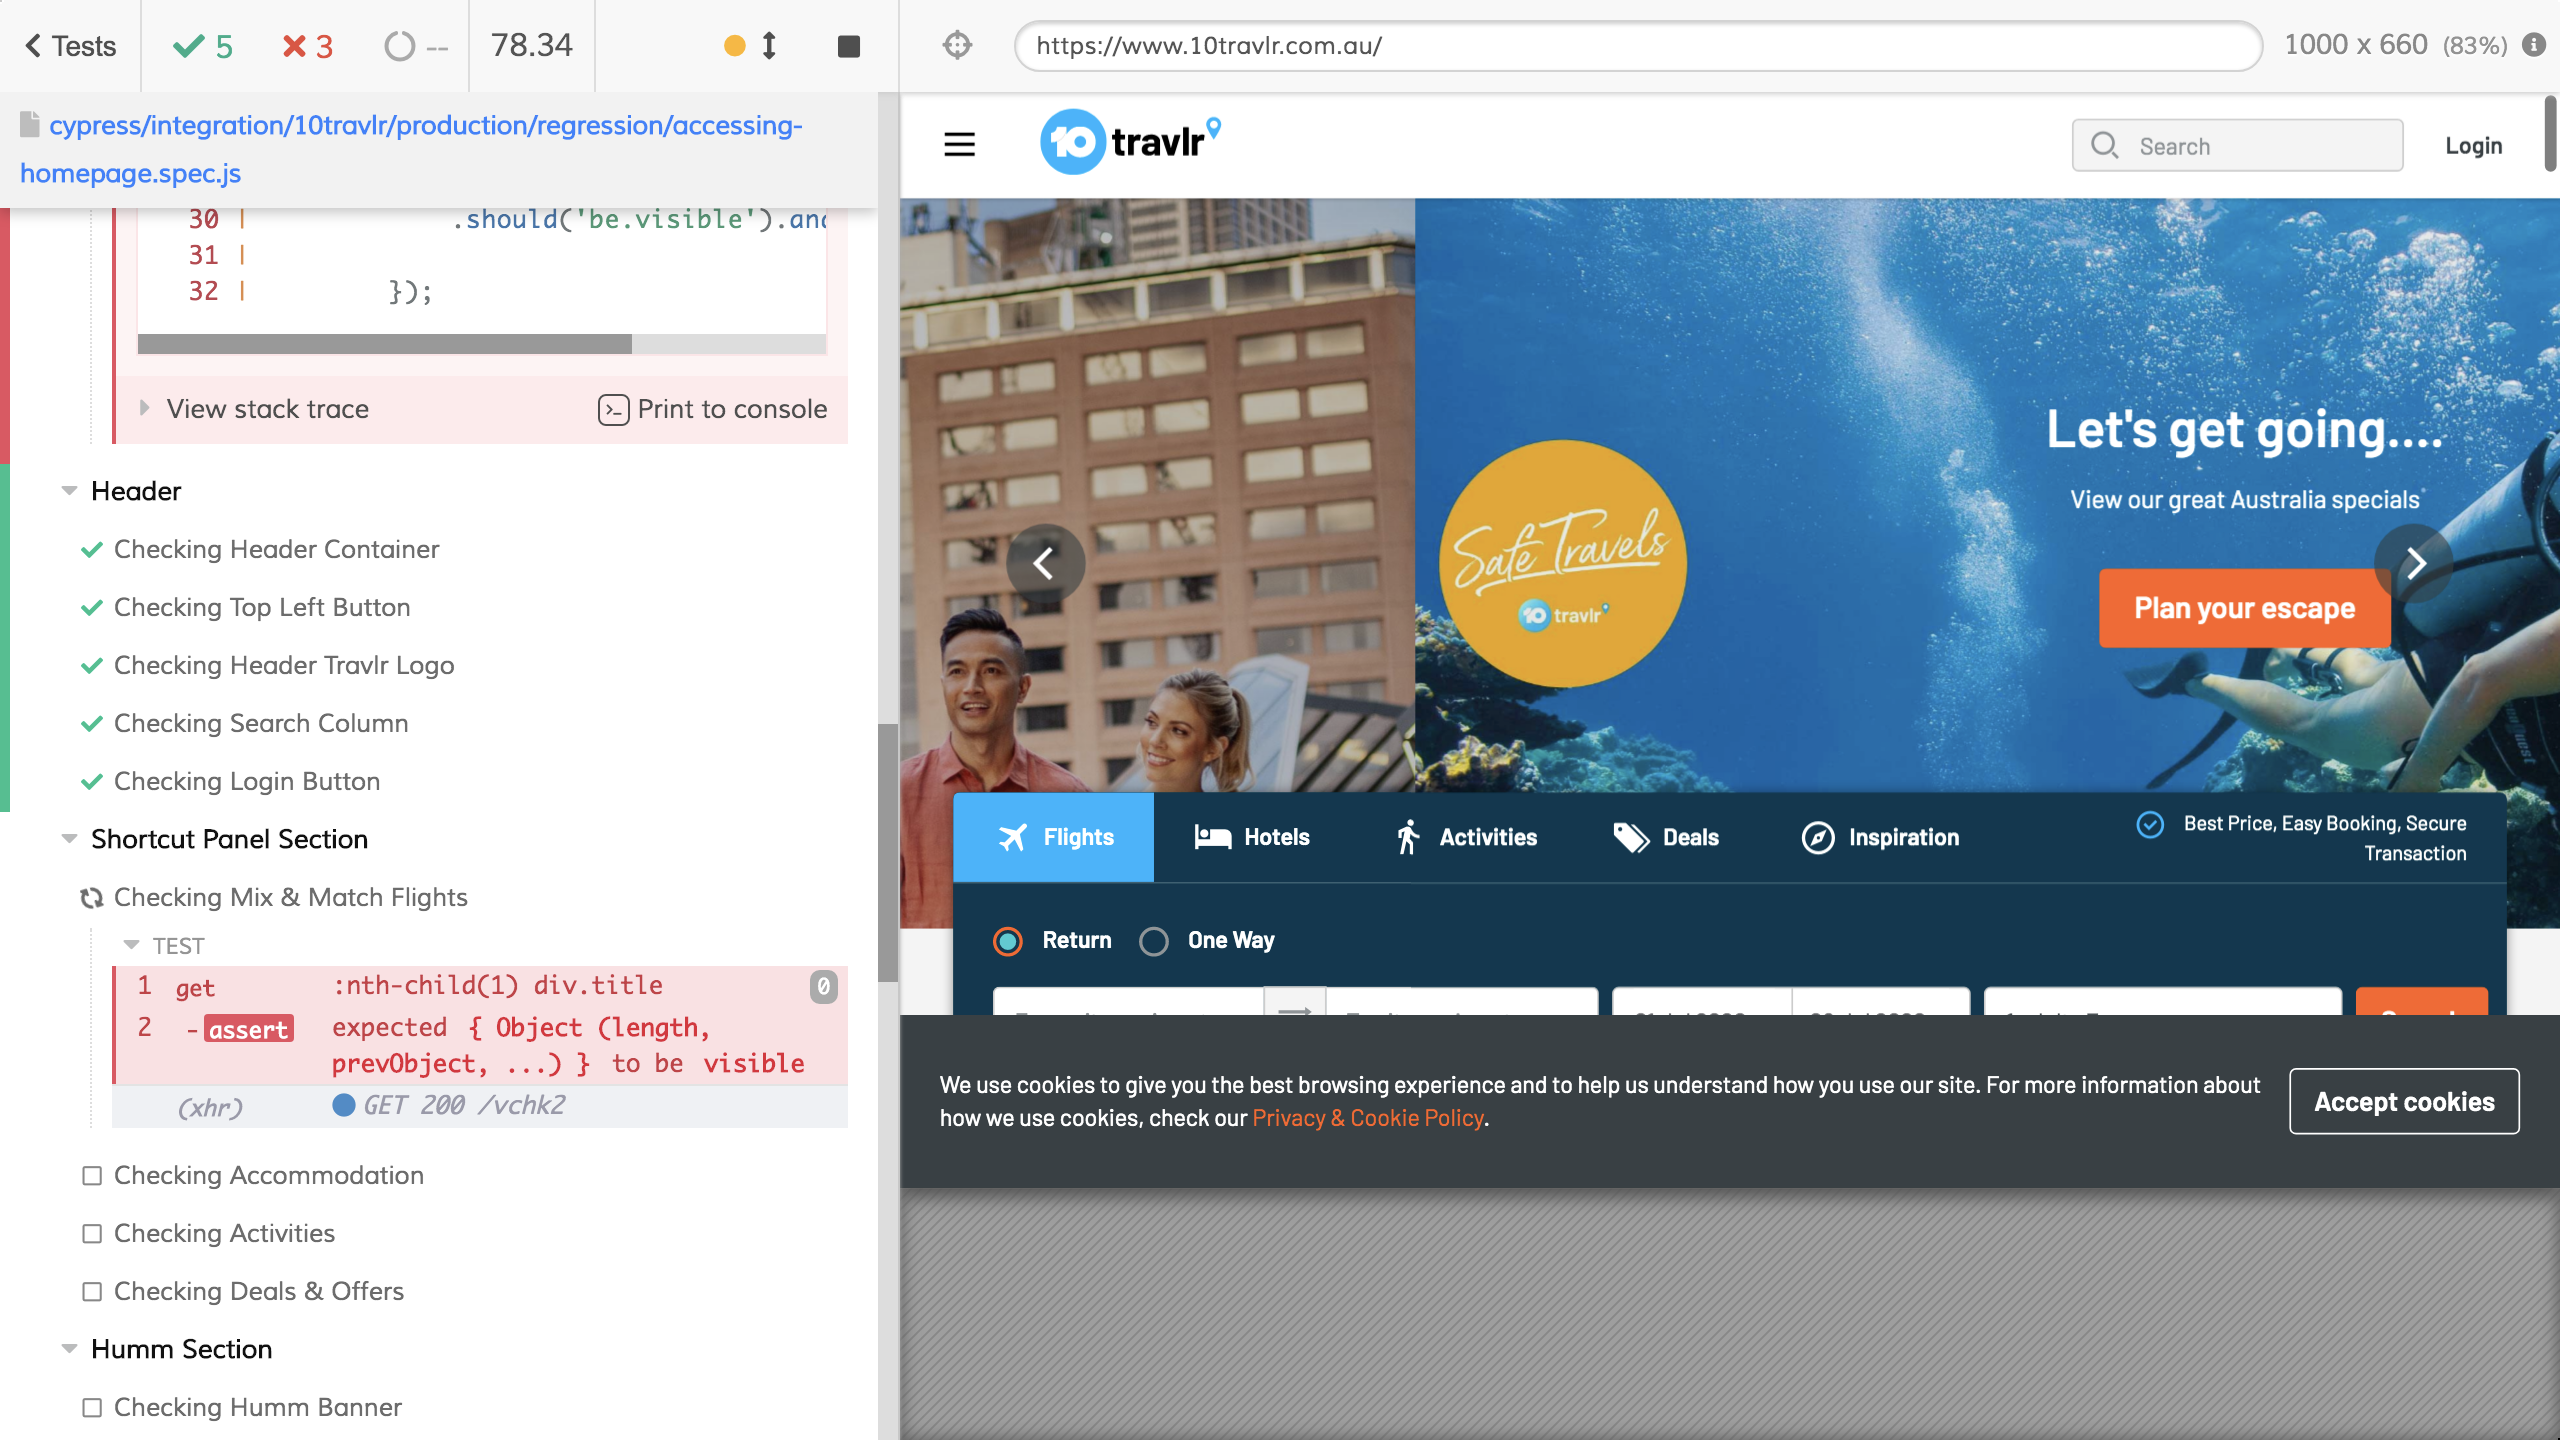 Tests
5
3
--
78.34
cypress/integration/10travlr/production/regression/accessing-
homepage.spec.js
30 | .should('be.visible').and
31 |
32 | });
View stack trace
Print to console
Header
Checking Header Container
Checking Top Left Button
Checking Header Travlr Logo
Checking Search Column
Checking Login Button
Shortcut Panel Section
Checking Mix & Match Flights
TEST
1 get :nth-child(1) div.title 0
2 -assert expected { Object (length,
prevObject, ...) } to be visible
(xhr) GET 200 /vchk2
Checking Accommodation
Checking Activities
Checking Deals & Offers
Humm Section
Checking Humm Banner
https://www.10travlr.com.au/
1000 x 660 (83%)
10 travlr
Search
Login
Let's get going....
View our great Australia specials*
Plan your escape
Safe Travels
10 travlr
Flights
Hotels
Activities
Deals
Inspiration
Best Price, Easy Booking, Secure
Transaction
Return
One Way
We use cookies to give you the best browsing experience and to help us understand how you use our site. For more information about
how we use cookies, check our Privacy & Cookie Policy.
Accept cookies